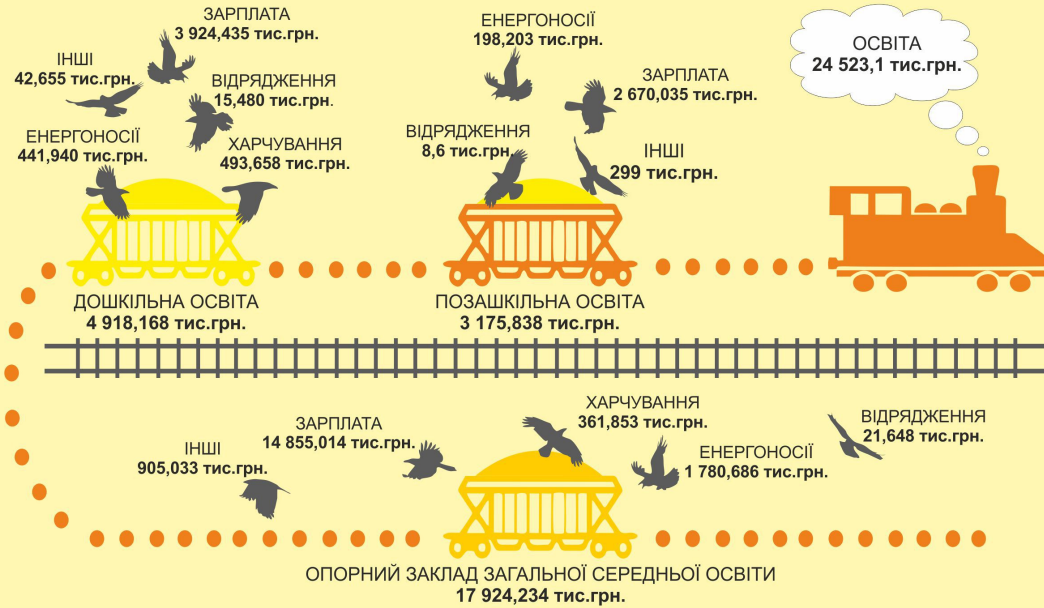 ЗАРПЛАТА
3 924,435 тис.грн.
ІНШІ
42,655 тис.грн.
ВІДРЯДЖЕННЯ
15,480 тис.грн.
ЕНЕРГОНОСІЇ
441,940 тис.грн.
ХАРЧУВАННЯ
493,658 тис.грн.
ДОШКІЛЬНА ОСВІТА
4 918,168 тис.грн.
ЕНЕРГОНОСІЇ
198,203 тис.грн.
ЗАРПЛАТА
2 670,035 тис.грн.
ВІДРЯДЖЕННЯ
8,6 тис.грн.
ІНШІ
299 тис.грн.
ПОЗАШКІЛЬНА ОСВІТА
3 175,838 тис.грн.
ОСВІТА
24 523,1 тис.грн.
ІНШІ
905,033 тис.грн.
ЗАРПЛАТА
14 855,014 тис.грн.
ХАРЧУВАННЯ
361,853 тис.грн.
ЕНЕРГОНОСІЇ
1 780,686 тис.грн.
ВІДРЯДЖЕННЯ
21,648 тис.грн.
ОПОРНИЙ ЗАКЛАД ЗАГАЛЬНОЇ СЕРЕДНЬОЇ ОСВІТИ
17 924,234 тис.грн.